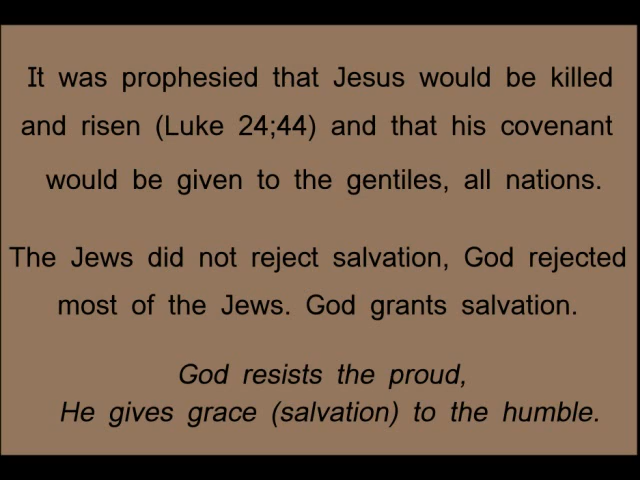 It was prophesied that Jesus would be killed
and risen (Luke 24;44) and that his covenant
would be given to the gentiles, all nations.
The Jews did not reject salvation, God rejected
most of the Jews. God grants salvation.
God resists the proud,
He gives grace (salvation) to the humble.